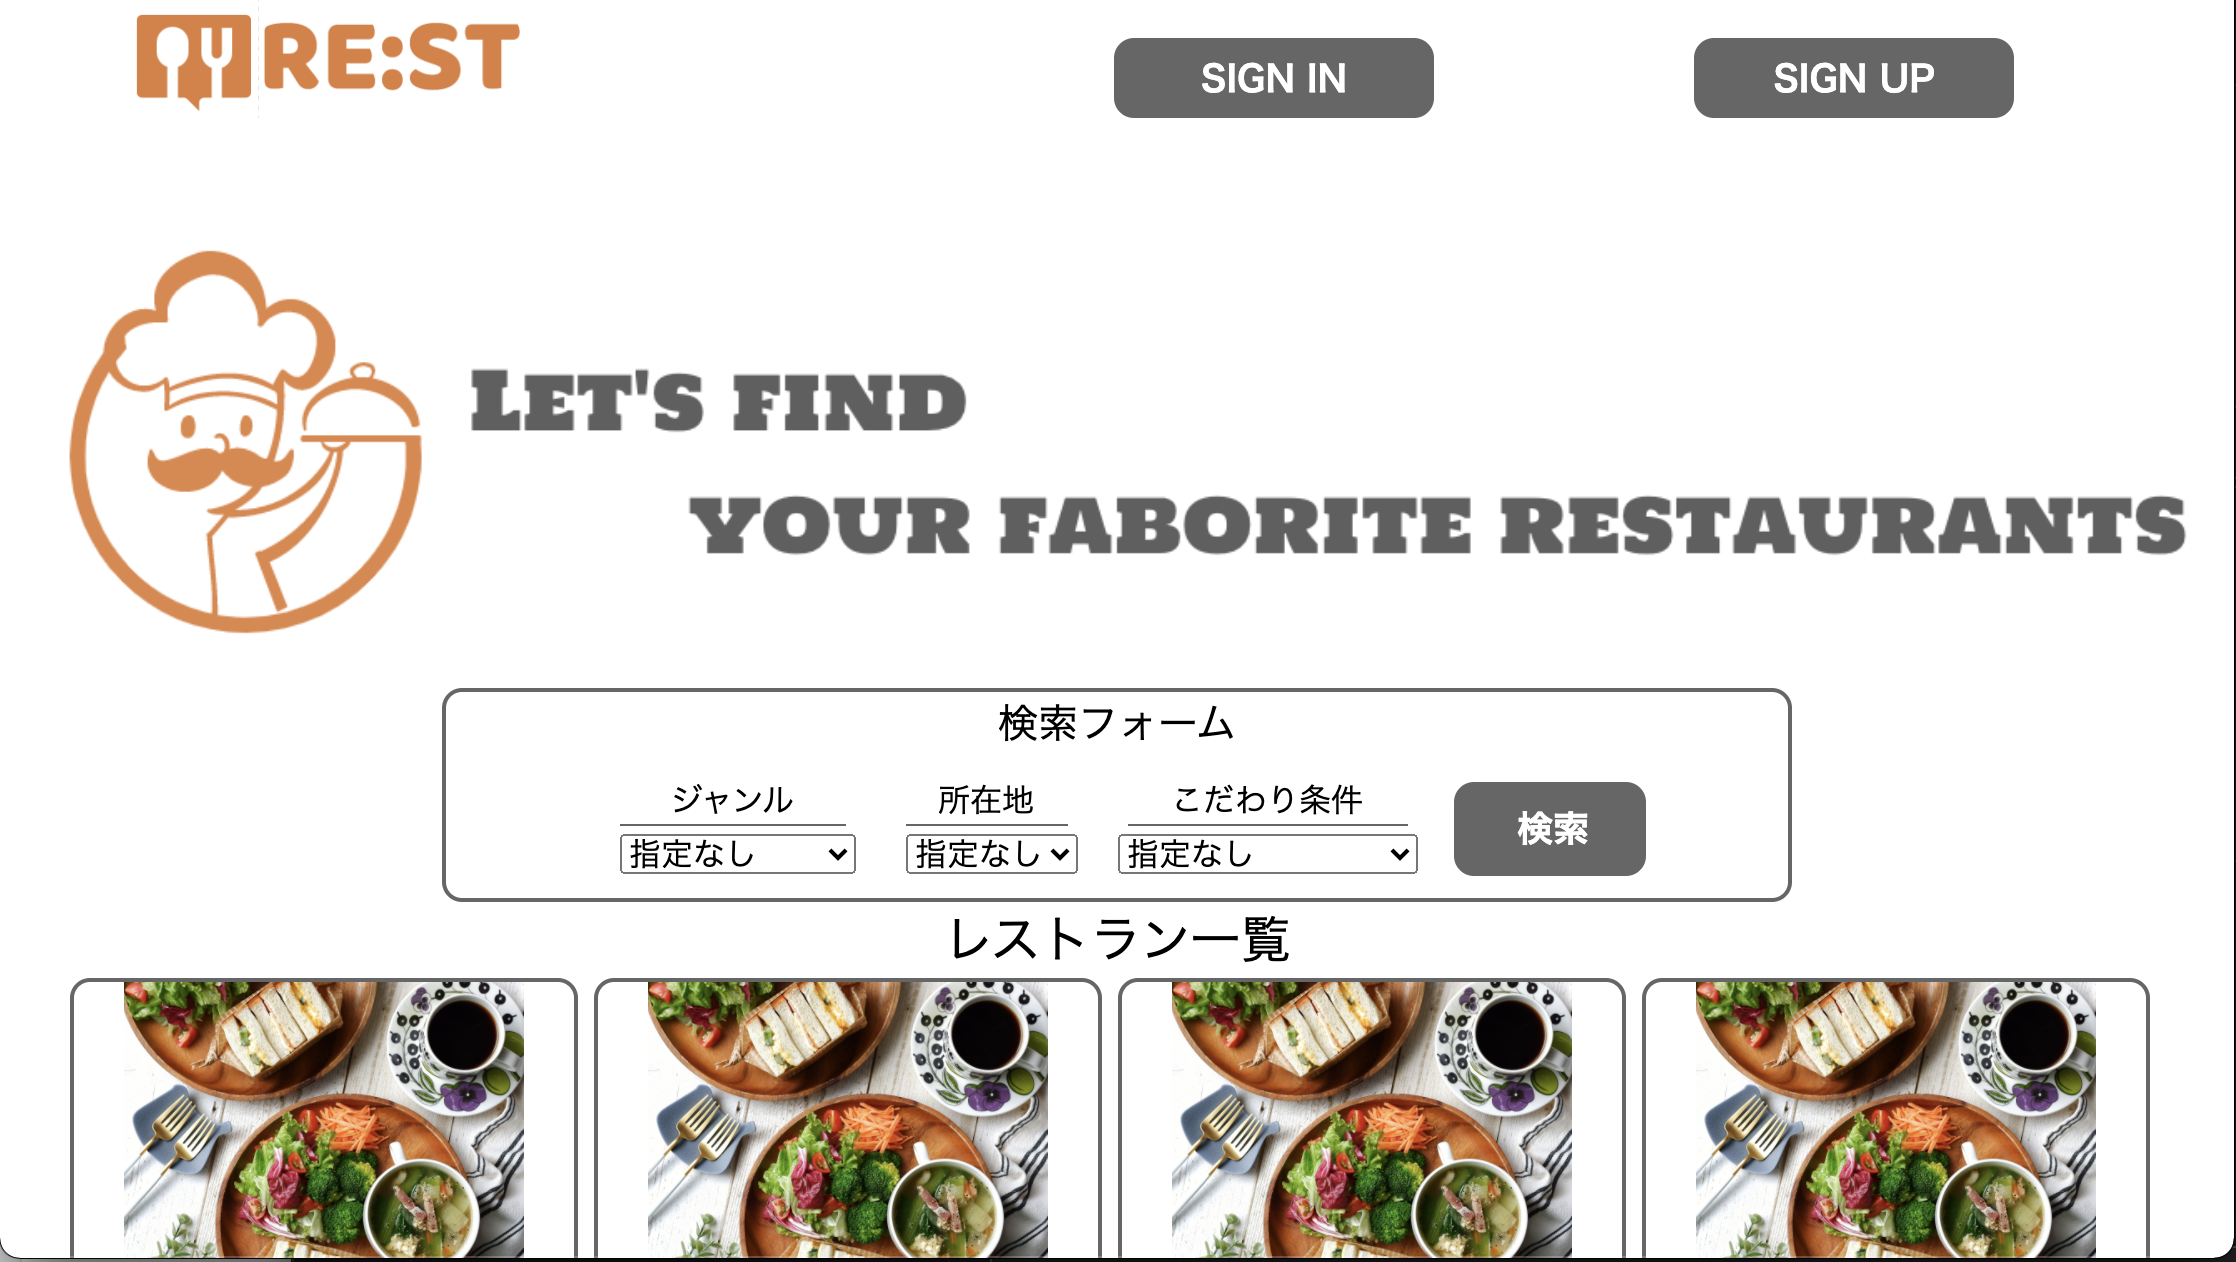 RE:ST
SIGN IN
SIGN UP
LET'S FIND
YOUR FABORITE RESTAURANTS
検索フォーム
ジャンル
所在地
こだわり条件
指定なし
指定なし
指定なし
検索
レストラン一覧